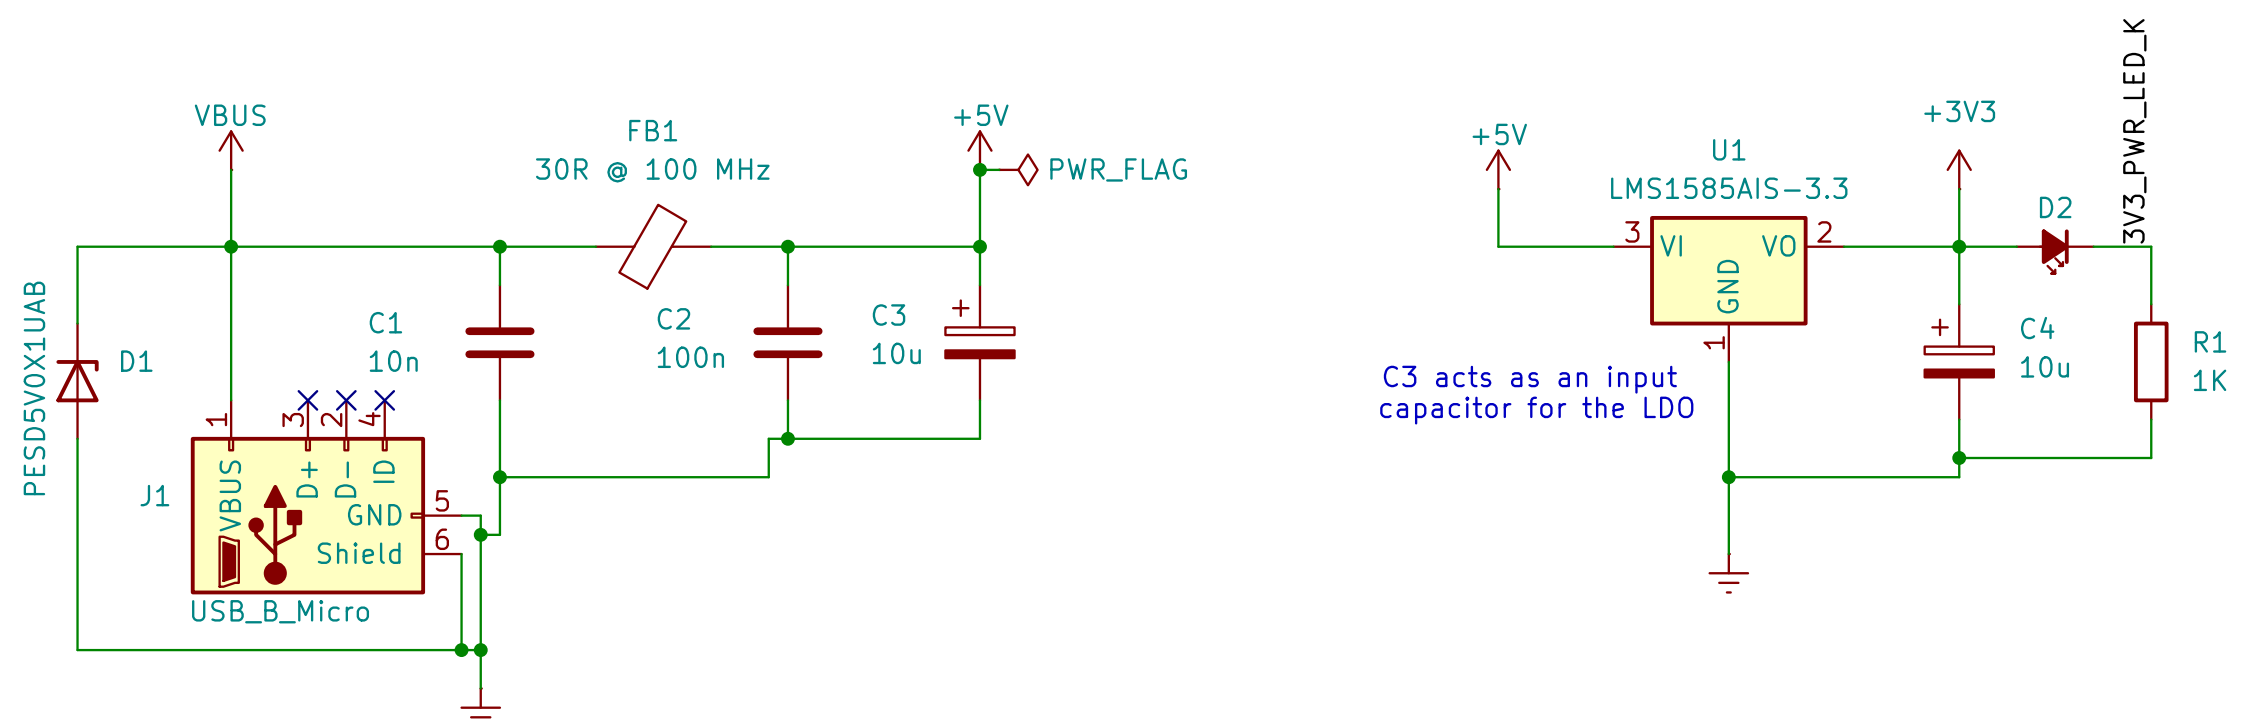 VBUS
FB1
30R @ 100 MHz
+5V
PWR_FLAG
PESD5V0X1UAB
D1
C1
10n
C2
100n
C3
10u
1
3
2
4
VBUS
D+
D-
ID
GND
Shield
5
6
J1
USB_B_Micro
+5V
U1
LMS1585AIS-3.3
3
VI
VO
2
GND
1
+3V3
D2
3V3_PWR_LED_K
C4
10u
R1
1K
C3 acts as an input
capacitor for the LDO